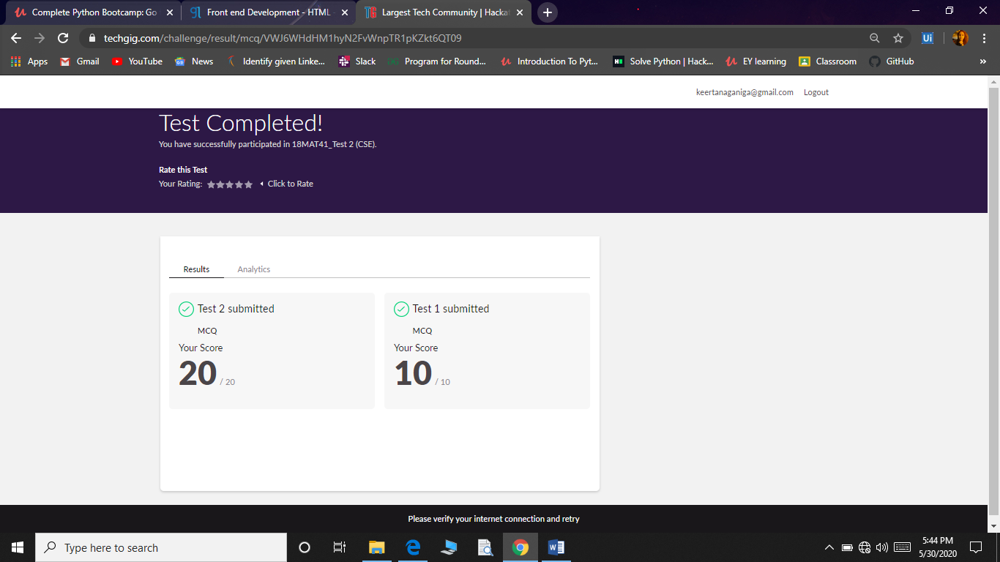 Complete Python Bootcamp: Go
Front end Development - HTML -
Largest Tech Community | Hacka
techgig.com/challenge/result/mcq/VWJ6WHdHM1hyN2FvWnpTR1pKZkt6QT09
Apps
Gmail
YouTube
News
Identify given Linke...
Slack
Program for Round...
Introduction To Pyt...
Solve Python | Hack...
EY learning
Classroom
GitHub
»
keertanaganiga@gmail.com Logout
Test Completed!
You have successfully participated in 18MAT41_Test 2 (CSE).
Rate this Test
Your Rating: Click to Rate
Results Analytics
Test 2 submitted
MCQ
Your Score
20 / 20
Test 1 submitted
MCQ
Your Score
10 / 10
Please verify your internet connection and retry
Type here to search
5:44 PM
5/30/2020